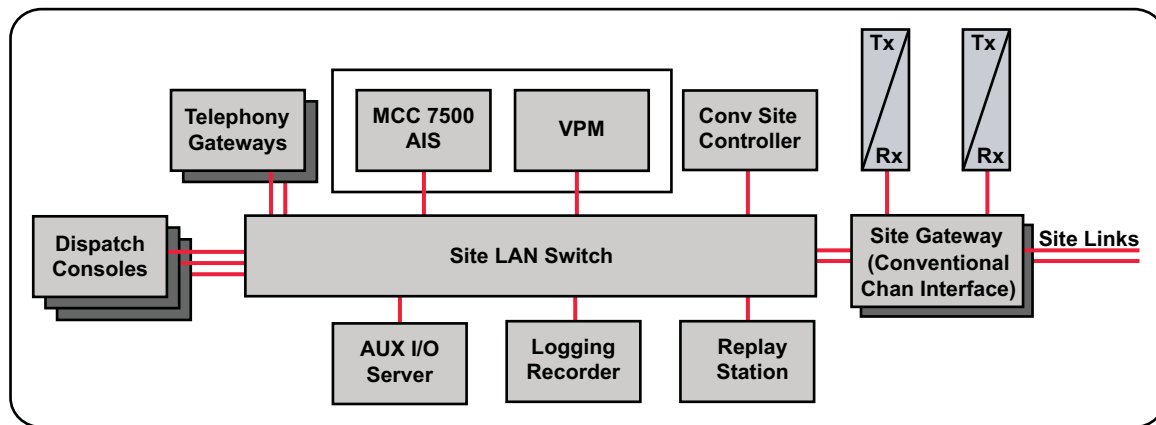 Tx
Tx
Rx
Rx
Telephony
Gateways
MCC 7500
AIS
VPM
Conv Site
Controller
Dispatch
Consoles
Site LAN Switch
Site Gateway
(Conventional
Chan Interface)
Site Links
AUX I/O
Server
Logging
Recorder
Replay
Station